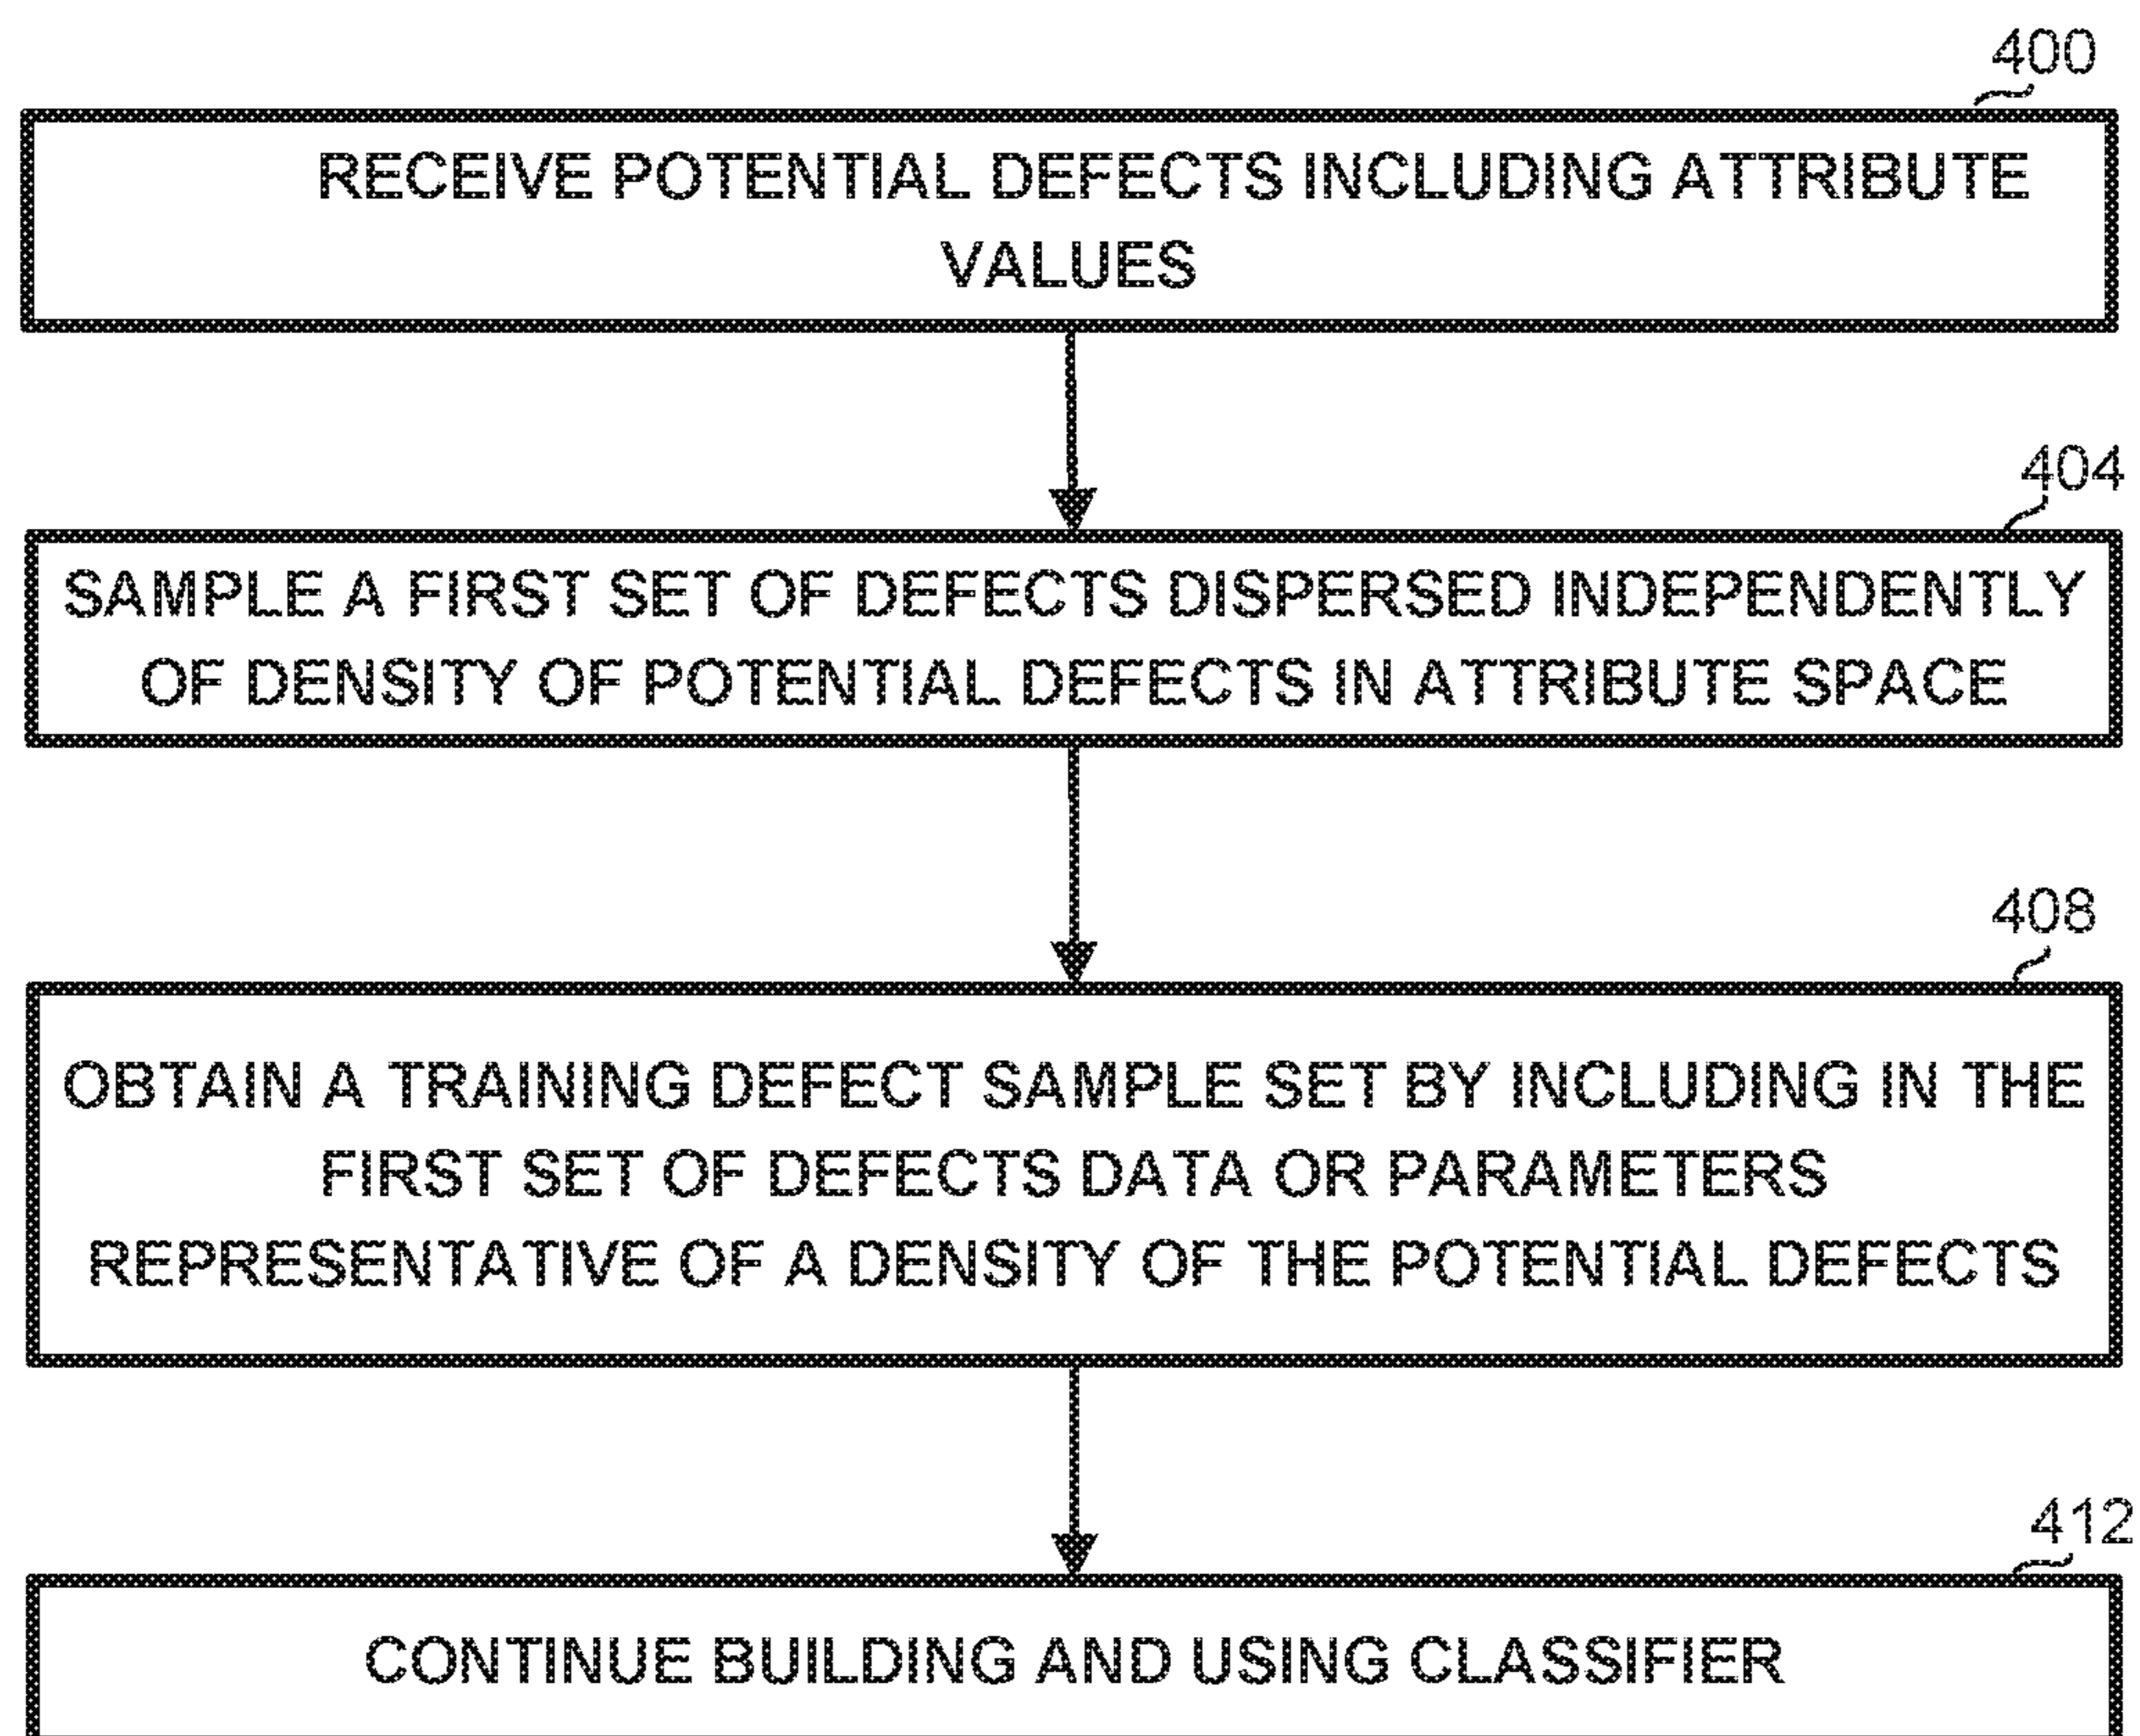 400
RECEIVE POTENTIAL DEFECTS INCLUDING ATTRIBUTE
VALUES
404
SAMPLE A FIRST SET OF DEFECTS DISPERSED INDEPENDENTLY
OF DENSITY OF POTENTIAL DEFECTS IN ATTRIBUTE SPACE
408
OBTAIN A TRAINING DEFECT SAMPLE SET BY INCLUDING IN THE
FIRST SET OF DEFECTS DATA OR PARAMETERS
REPRESENTATIVE OF A DENSITY OF THE POTENTIAL DEFECTS
412
CONTINUE BUILDING AND USING CLASSIFIER